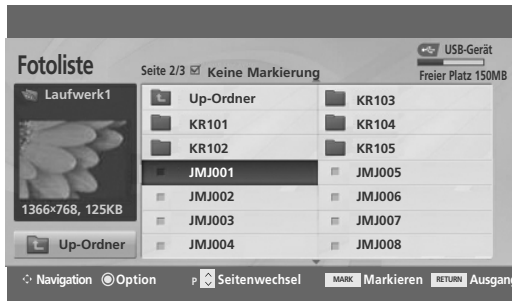 USB-Gerät
Fotoliste
Seite 2/3 Keine Markierung
Freier Platz 150MB
Laufwerk1
1366×768, 125KB
Up-Ordner
Up-Ordner
KR101
KR102
JMJ001
JMJ002
JMJ003
JMJ004
KR103
KR104
KR105
JMJ005
JMJ006
JMJ007
JMJ008
Navigation Option P Seitenwechsel MARK Markieren RETURN Ausgang